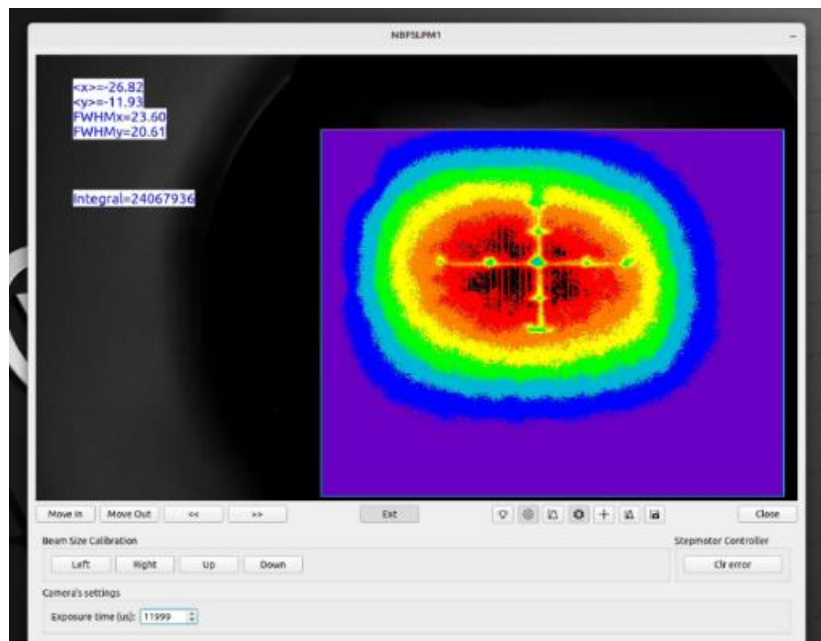 NBFSLPM1
<x>=-26.82
<y>=-11.93
FWHMx=23.60
FWHMy=20.61
Integral=24067936
Move In Move Out << >> Ext Close
Beam Size Calibration Stepmotor Controller
Left Right Up Down Clr error
Camera's settings
Exposure time (us): 11999